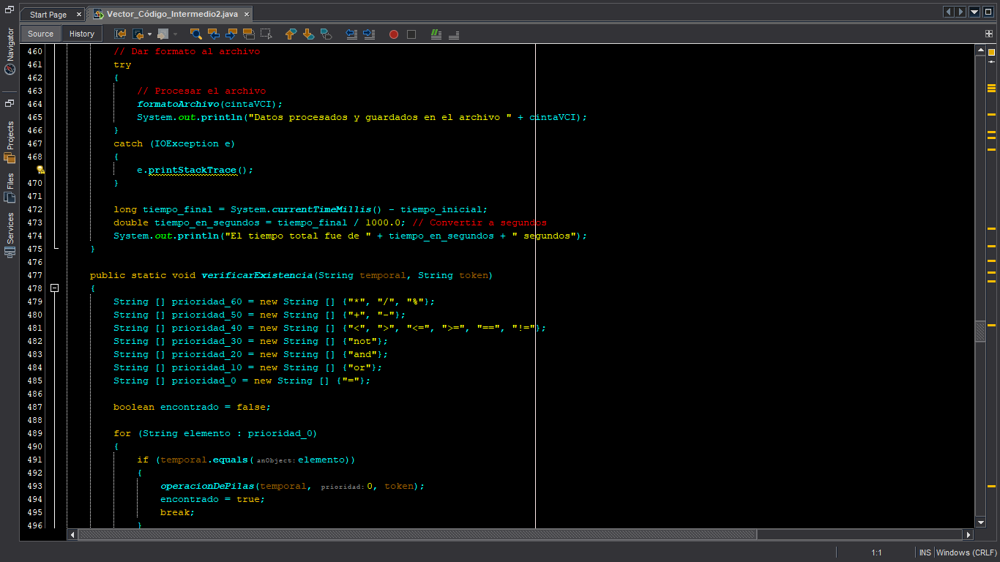 Start Page ×
Vector_Código_Intermedio2.java ×
Source
History
Navigator
Projects
Files
Services
460 // Dar formato al archivo
461 try
462 {
463 // Procesar el archivo
464 formatoArchivo(cintaVCI);
465 System.out.println("Datos procesados y guardados en el archivo " + cintaVCI);
466 }
467 catch (IOException e)
468 {
e.printStackTrace();
470 }
471
472 long tiempo_final = System.currentTimeMillis() - tiempo_inicial;
473 double tiempo_en_segundos = tiempo_final / 1000.0; // Convertir a segundos
474 System.out.println("El tiempo total fue de " + tiempo_en_segundos + " segundos");
475 }
476
477 public static void verificarExistencia(String temporal, String token)
478 {
479 String [] prioridad_60 = new String [] {"*", "/", "%"};
480 String [] prioridad_50 = new String [] {"+", "-"};
481 String [] prioridad_40 = new String [] {"<", ">", "<=", ">=", "==", "!="};
482 String [] prioridad_30 = new String [] {"not"};
483 String [] prioridad_20 = new String [] {"and"};
484 String [] prioridad_10 = new String [] {"or"};
485 String [] prioridad_0 = new String [] {"="};
486
487 boolean encontrado = false;
488
489 for (String elemento : prioridad_0)
490 {
491 if (temporal.equals( anObject: elemento))
492 {
493 operacionDePilas(temporal, prioridad: 0, token);
494 encontrado = true;
495 break;
496 }
1:1
INS
Windows (CRLF)